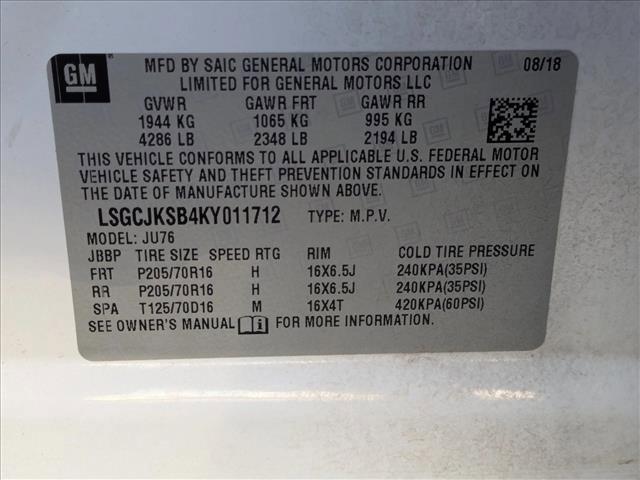 GM
MFD BY SAIC GENERAL MOTORS CORPORATION 08/18
LIMITED FOR GENERAL MOTORS LLC
GVWR GAWR FRT GAWR RR
1944 KG 1065 KG 995 KG
4286 LB 2348 LB 2194 LB
THIS VEHICLE CONFORMS TO ALL APPLICABLE U.S. FEDERAL MOTOR
VEHICLE SAFETY AND THEFT PREVENTION STANDARDS IN EFFECT ON
THE DATE OF MANUFACTURE SHOWN ABOVE.
LSGCJKSB4KY011712 TYPE: M.P.V.
MODEL: JU76
JBBP TIRE SIZE SPEED RTG RIM COLD TIRE PRESSURE
FRT P205/70R16 H 16X6.5J 240KPA(35PSI)
RR P205/70R16 H 16X6.5J 240KPA(35PSI)
SPA T125/70D16 M 16X4T 420KPA(60PSI)
SEE OWNER'S MANUAL FOR MORE INFORMATION.